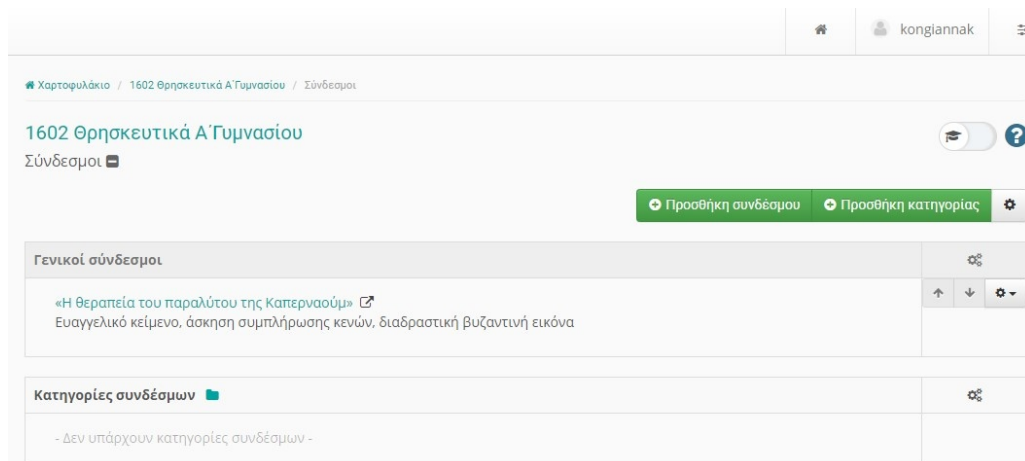 kongiannak
Χαρτοφυλάκιο / 1602 Θρησκευτικά Α΄Γυμνασίου / Σύνδεσμοι
1602 Θρησκευτικά Α΄Γυμνασίου
Σύνδεσμοι
Προσθήκη συνδέσμου Προσθήκη κατηγορίας
Γενικοί σύνδεσμοι
«Η θεραπεία του παραλύτου της Καπερναούμ»
Ευαγγελικό κείμενο, άσκηση συμπλήρωσης κενών, διαδραστική βυζαντινή εικόνα
Κατηγορίες συνδέσμων
- Δεν υπάρχουν κατηγορίες συνδέσμων -